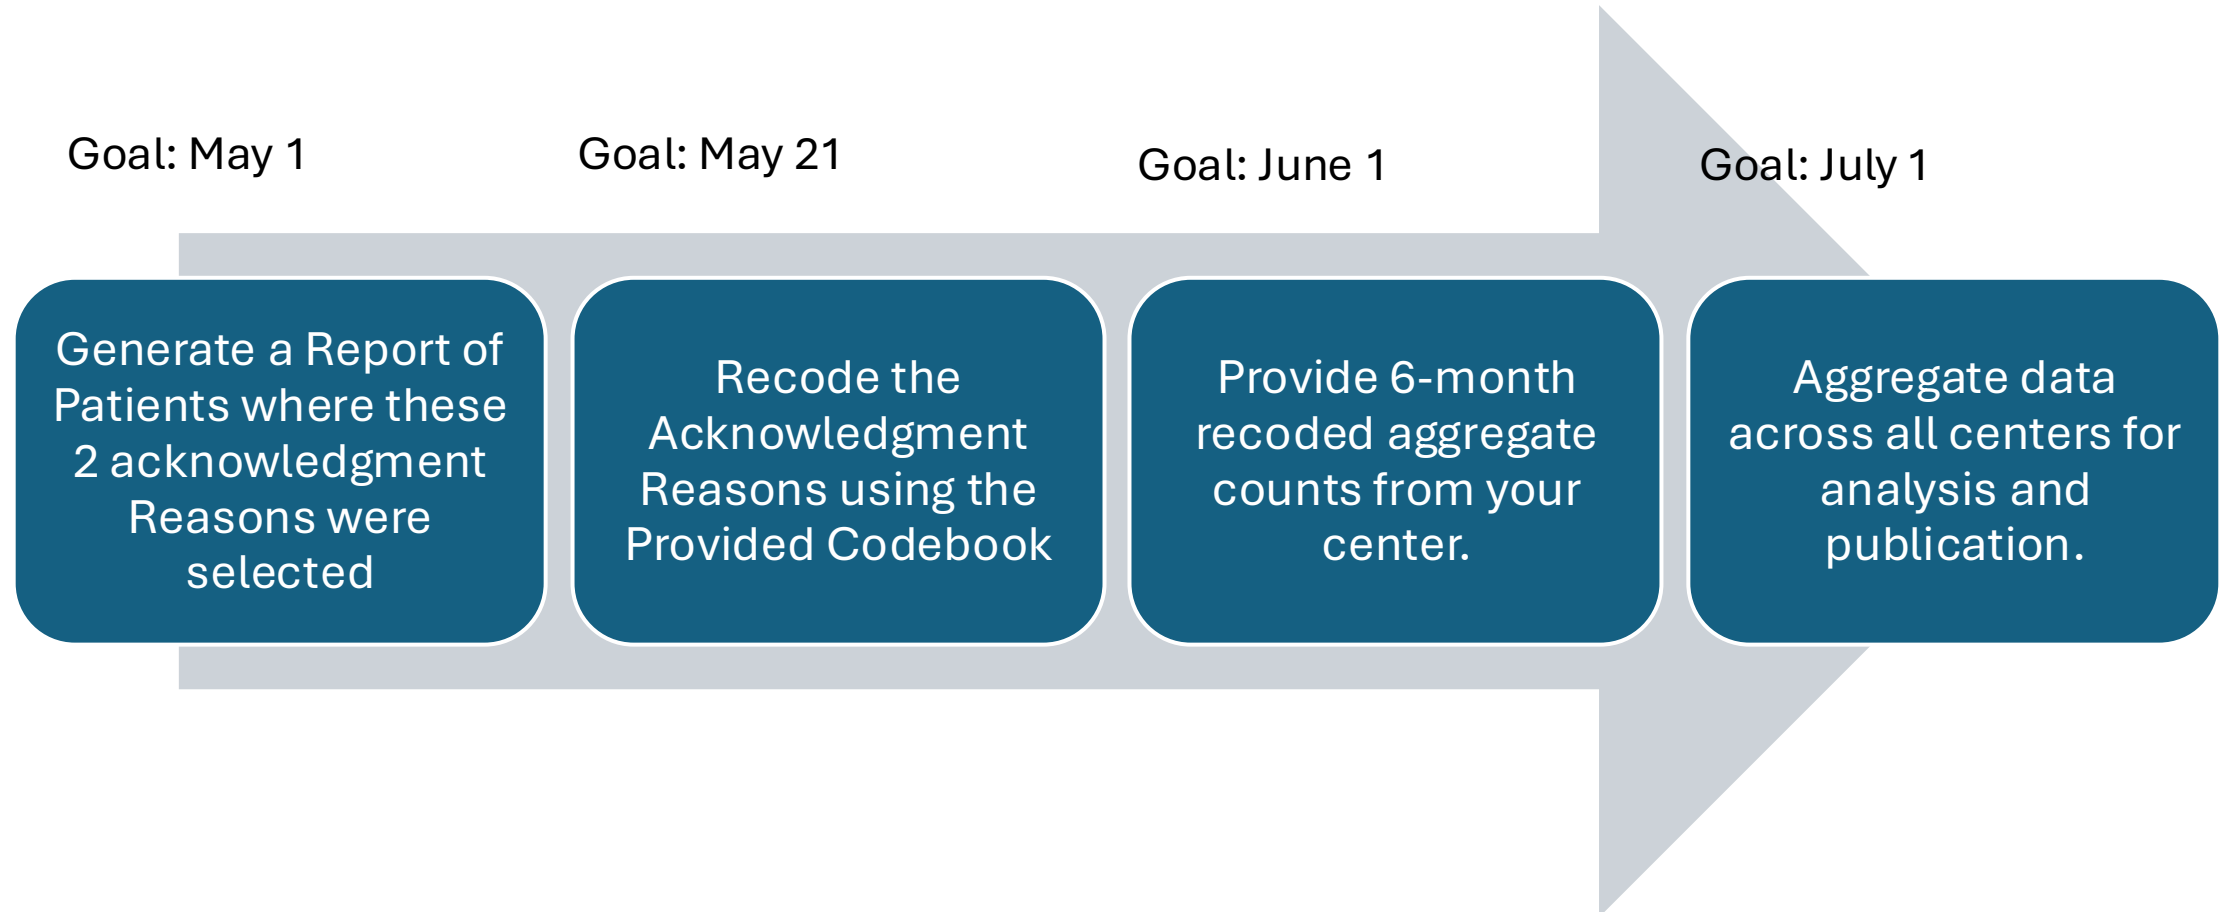 Goal: May 1
Goal: May 21
Goal: June 1
Goal: July 1
Generate a Report of
Patients where these
2 acknowledgment
Reasons were
selected
Recode the
Acknowledgment
Reasons using the
Provided Codebook
Provide 6-month
recoded aggregate
counts from your
center.
Aggregate data
across all centers for
analysis and
publication.